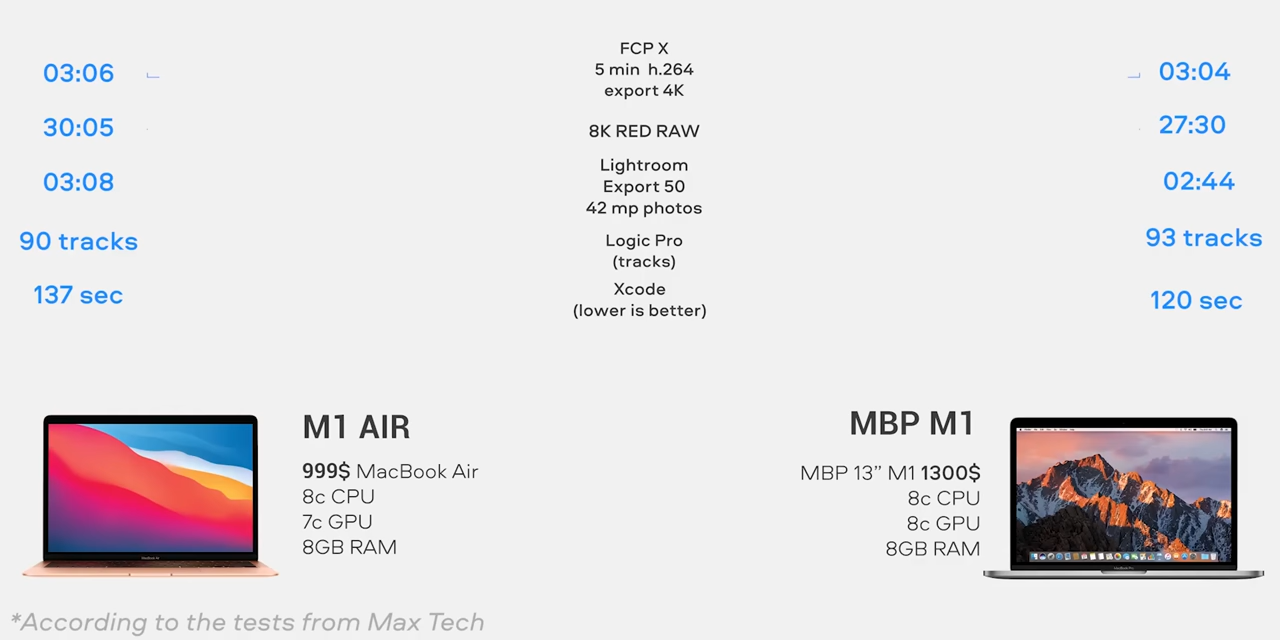 FCP X
5 min h.264
export 4K
03:06
03:04
8K RED RAW
30:05
27:30
Lightroom
Export 50
42 mp photos
03:08
02:44
Logic Pro
(tracks)
90 tracks
93 tracks
Xcode
(lower is better)
137 sec
120 sec
M1 AIR
999$ MacBook Air
8c CPU
7c GPU
8GB RAM
MBP M1
MBP 13” M1 1300$
8c CPU
8c GPU
8GB RAM
*According to the tests from Max Tech